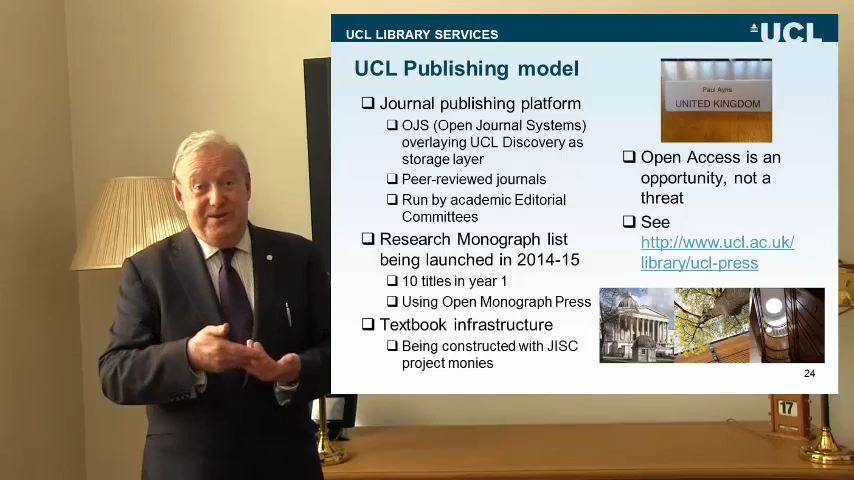 UCL LIBRARY SERVICES
UCL
UCL Publishing model
Journal publishing platform
OJS (Open Journal Systems)
overlaying UCL Discovery as
storage layer
Peer-reviewed journals
Run by academic Editorial
Committees
Research Monograph list
being launched in 2014-15
10 titles in year 1
Using Open Monograph Press
Textbook infrastructure
Being constructed with JISC
project monies
Paul Ayris
UNITED KINGDOM
Open Access is an
opportunity, not a
threat
See
http://www.ucl.ac.uk/
library/ucl-press
24
17